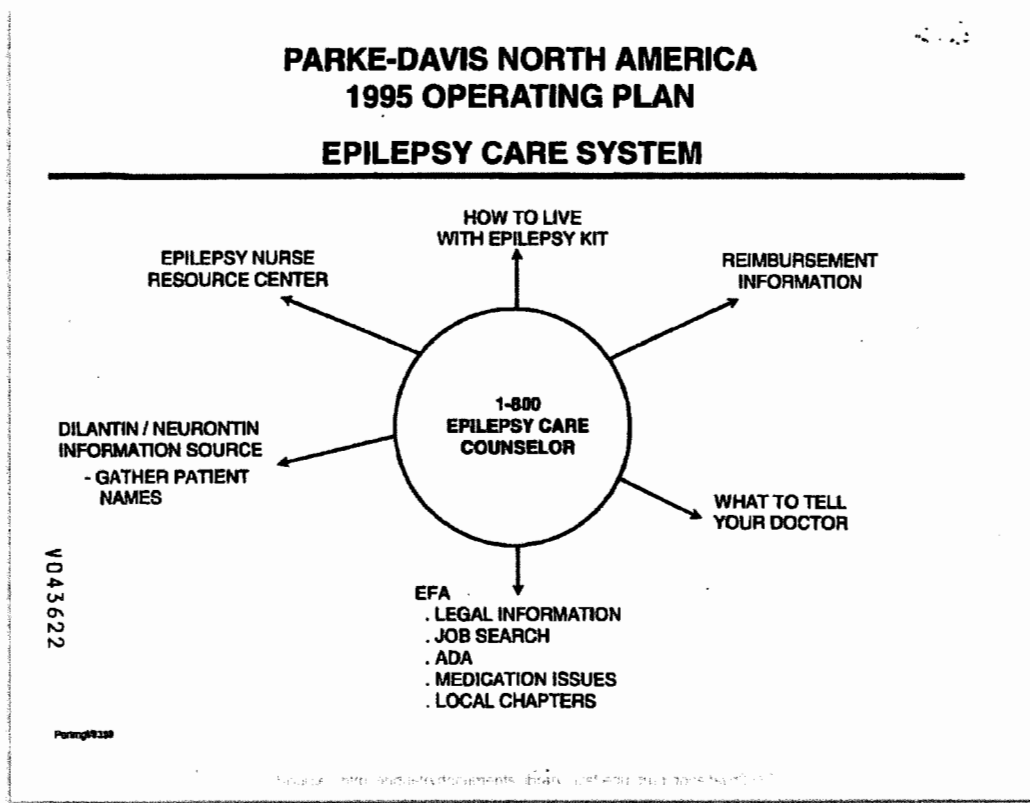 PARKE-DAVIS NORTH AMERICA
1995 OPERATING PLAN
EPILEPSY CARE SYSTEM
HOW TO LIVE
WITH EPILEPSY KIT
EPILEPSY NURSE
RESOURCE CENTER
REIMBURSEMENT
INFORMATION
1-800
EPILEPSY CARE
COUNSELOR
DILANTIN / NEURONTIN
INFORMATION SOURCE
- GATHER PATIENT
NAMES
WHAT TO TELL
YOUR DOCTOR
EFA
. LEGAL INFORMATION
. JOB SEARCH
. ADA
. MEDICATION ISSUES
. LOCAL CHAPTERS
V043622